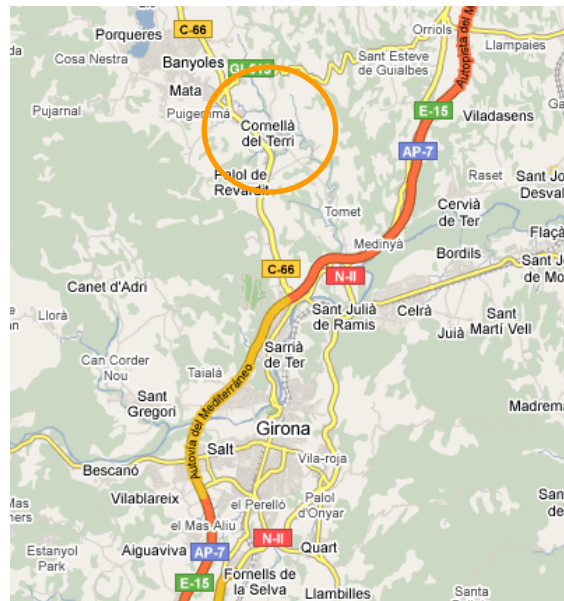 Orriols
Porqueres
C-66
Llampaies
Cosa Nestra
Sant Esteve
de Guialbes
Autopista del M
Banyoles
GI-513
Mata
E-15
Pujarnal
Puigemmà
Viladasens
Cornellà
del Terri
AP-7
Palol de
Revardit
Raset
Sant Jo
Desval
Tomet
Cervià
de Ter
Medinyà
Flaçà
Bordils
C-66
N-II
Sant Jo
de Mo
Canet d'Adri
Llorà
Sant Julià
de Ramis
Celrà
Sant
Martí Vell
Juià
Sarrià
de Ter
Can Corder
Nou
Taialà
Autovía del Mediterráneo
Sant
Gregori
Madrema
Girona
Salt
Bescanó
Vila-roja
Vilablareix
el Perelló
Palol
d'Onyar
San
de
Mas
ners
el Mas Aliu
N-II
Estanyol
Park
Aiguaviva
AP-7
Quart
E-15
Fornells de
la Selva
Llambilles
Santa